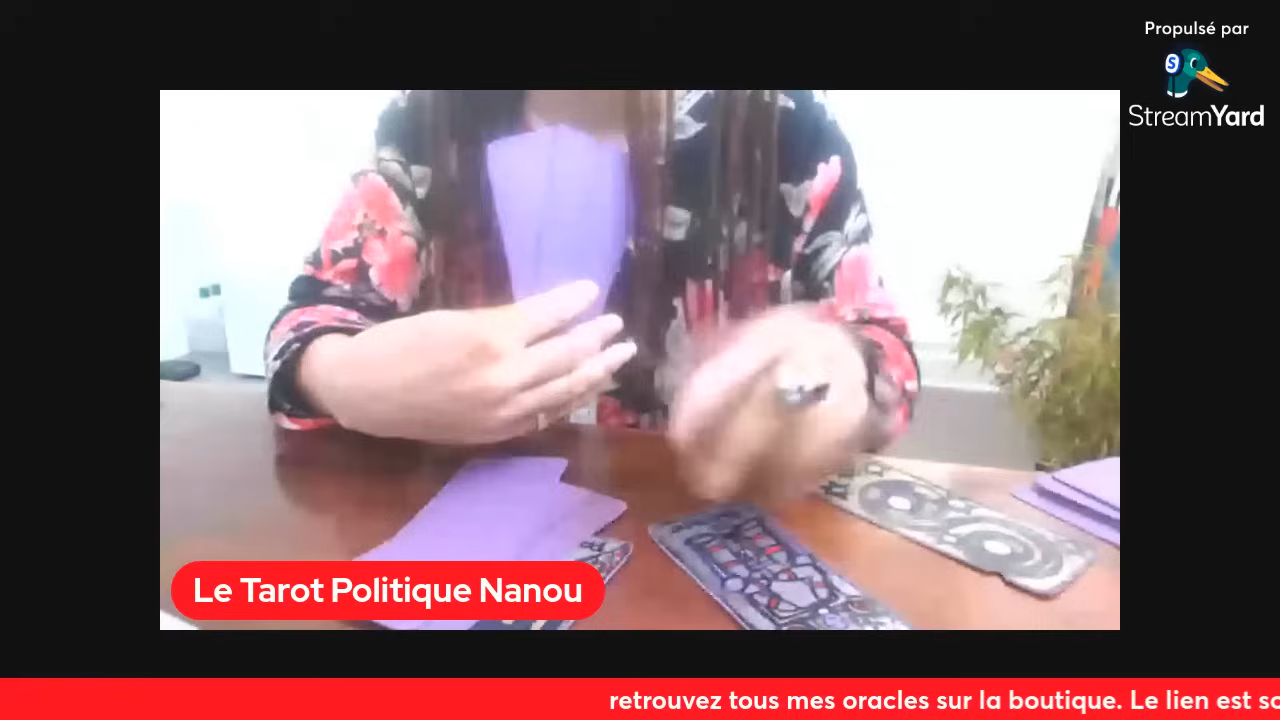 Propulsé par
StreamYard
Le Tarot Politique Nanou
retrouvez tous mes oracles sur la boutique. Le lien est